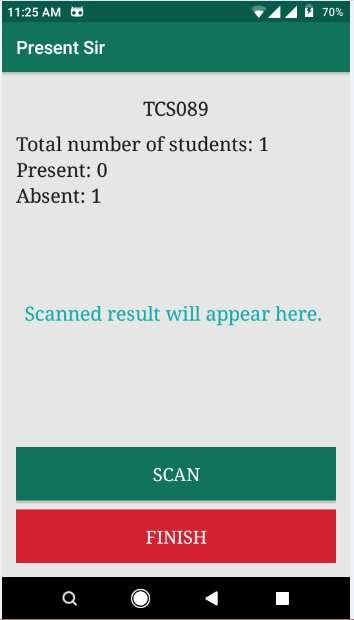 11:25 AM 70%
Present Sir
TCS089
Total number of students: 1
Present: 0
Absent: 1
Scanned result will appear here.
SCAN
FINISH